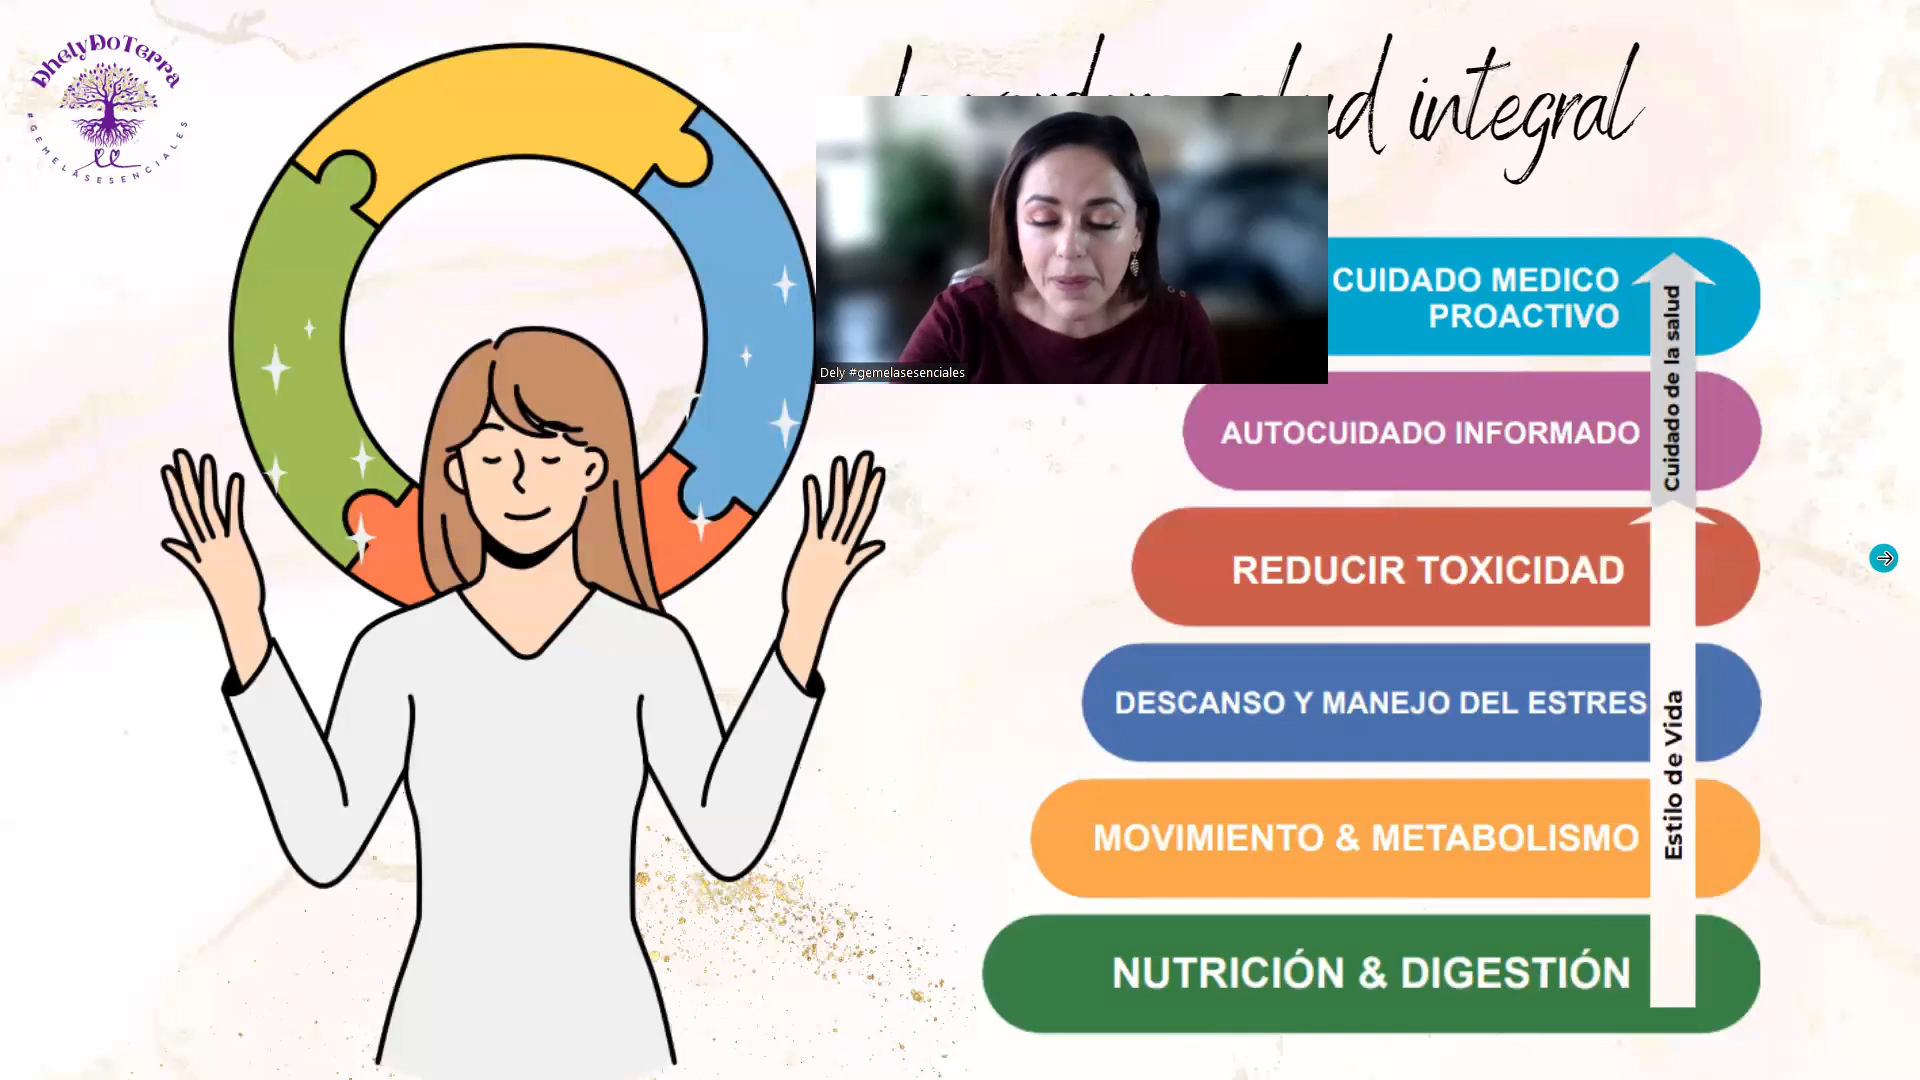 DhelyDoTerra
#GEMELASESENCIALES
salud integral
Dely #gemelasesenciales
CUIDADO MEDICO
PROACTIVO
AUTOCUIDADO INFORMADO
REDUCIR TOXICIDAD
DESCANSO Y MANEJO DEL ESTRES
MOVIMIENTO & METABOLISMO
NUTRICIÓN & DIGESTIÓN
Cuidado de la salud
Estilo de Vida